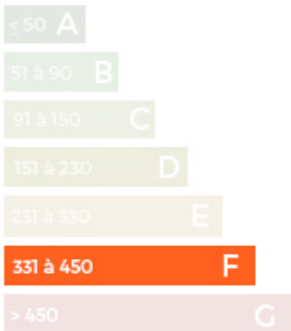 ≤ 50 A
51 à 90 B
91 à 150 C
151 à 230 D
231 à 330 E
331 à 450 F
> 450 G